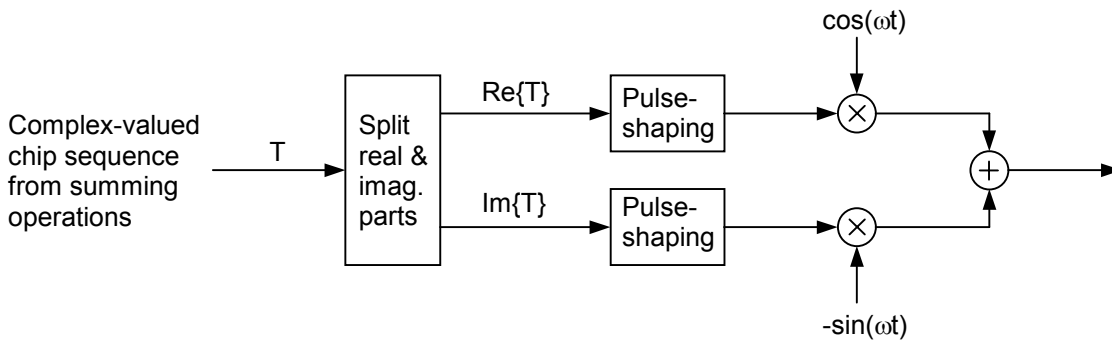 cos(ωt)
Complex-valued
chip sequence
from summing
operations
T
Split
real &
imag.
parts
Re{T}
Pulse-
shaping
Im{T}
Pulse-
shaping
-sin(ωt)